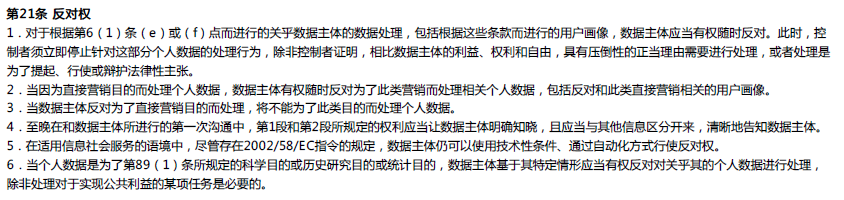 第21条 反对权
1．对于根据第6（1）条（e）或（f）点而进行的关乎数据主体的数据处理，包括根据这些条款而进行的用户画像，数据主体应当有权随时反对。此时，控
制者须立即停止针对这部分个人数据的处理行为，除非控制者证明，相比数据主体的利益、权利和自由，具有压倒性的正当理由需要进行处理，或者处理是
为了提起、行使或辩护法律性主张。
2．当因为直接营销目的而处理个人数据，数据主体有权随时反对为了此类营销而处理相关个人数据，包括反对和此类直接营销相关的用户画像。
3．当数据主体反对为了直接营销目的而处理，将不能为了此类目的而处理个人数据。
4．至晚在和数据主体所进行的第一次沟通中，第1段和第2段所规定的权利应当让数据主体明确知晓，且应当与其他信息区分开来，清晰地告知数据主体。
5．在适用信息社会服务的语境中，尽管存在2002/58/EC指令的规定，数据主体仍可以使用技术性条件、通过自动化方式行使反对权。
6．当个人数据是为了第89（1）条所规定的科学目的或历史研究目的或统计目的，数据主体基于其特定情形应当有权反对对关乎其的个人数据进行处理，
除非处理对于实现公共利益的某项任务是必要的。